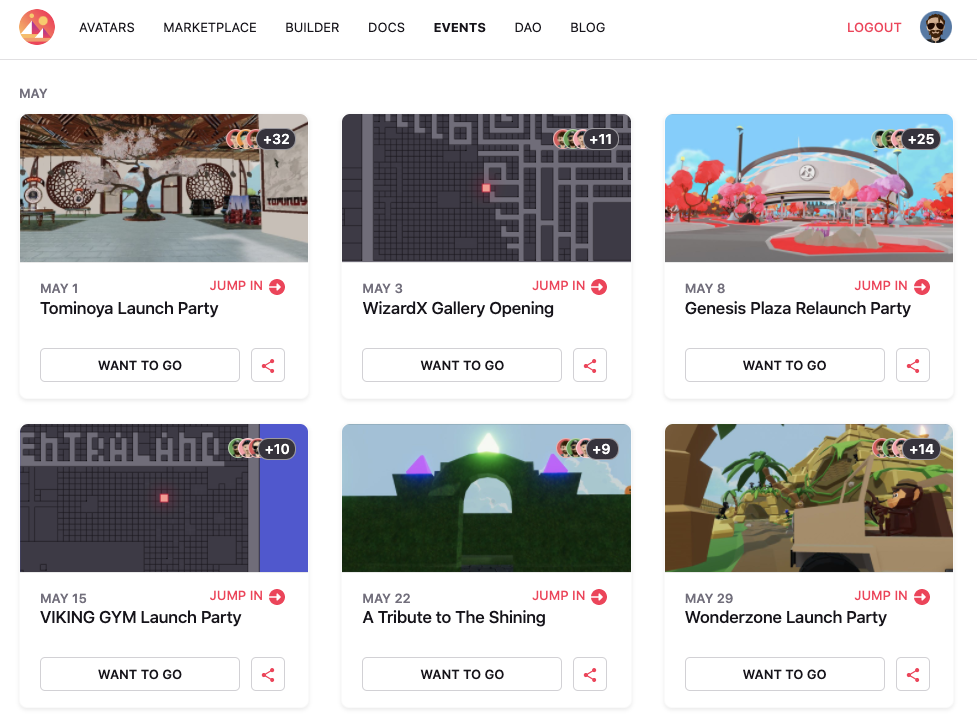 AVATARS MARKETPLACE BUILDER DOCS EVENTS DAO BLOG LOGOUT
MAY
+32
TOMINOY
MAY 1 JUMP IN
Tominoya Launch Party
WANT TO GO
+11
MAY 3 JUMP IN
WizardX Gallery Opening
WANT TO GO
+25
MAY 8 JUMP IN
Genesis Plaza Relaunch Party
WANT TO GO
+10
ENTRALAND
MAY 15 JUMP IN
VIKING GYM Launch Party
WANT TO GO
+9
MAY 22 JUMP IN
A Tribute to The Shining
WANT TO GO
+14
MAY 29 JUMP IN
Wonderzone Launch Party
WANT TO GO